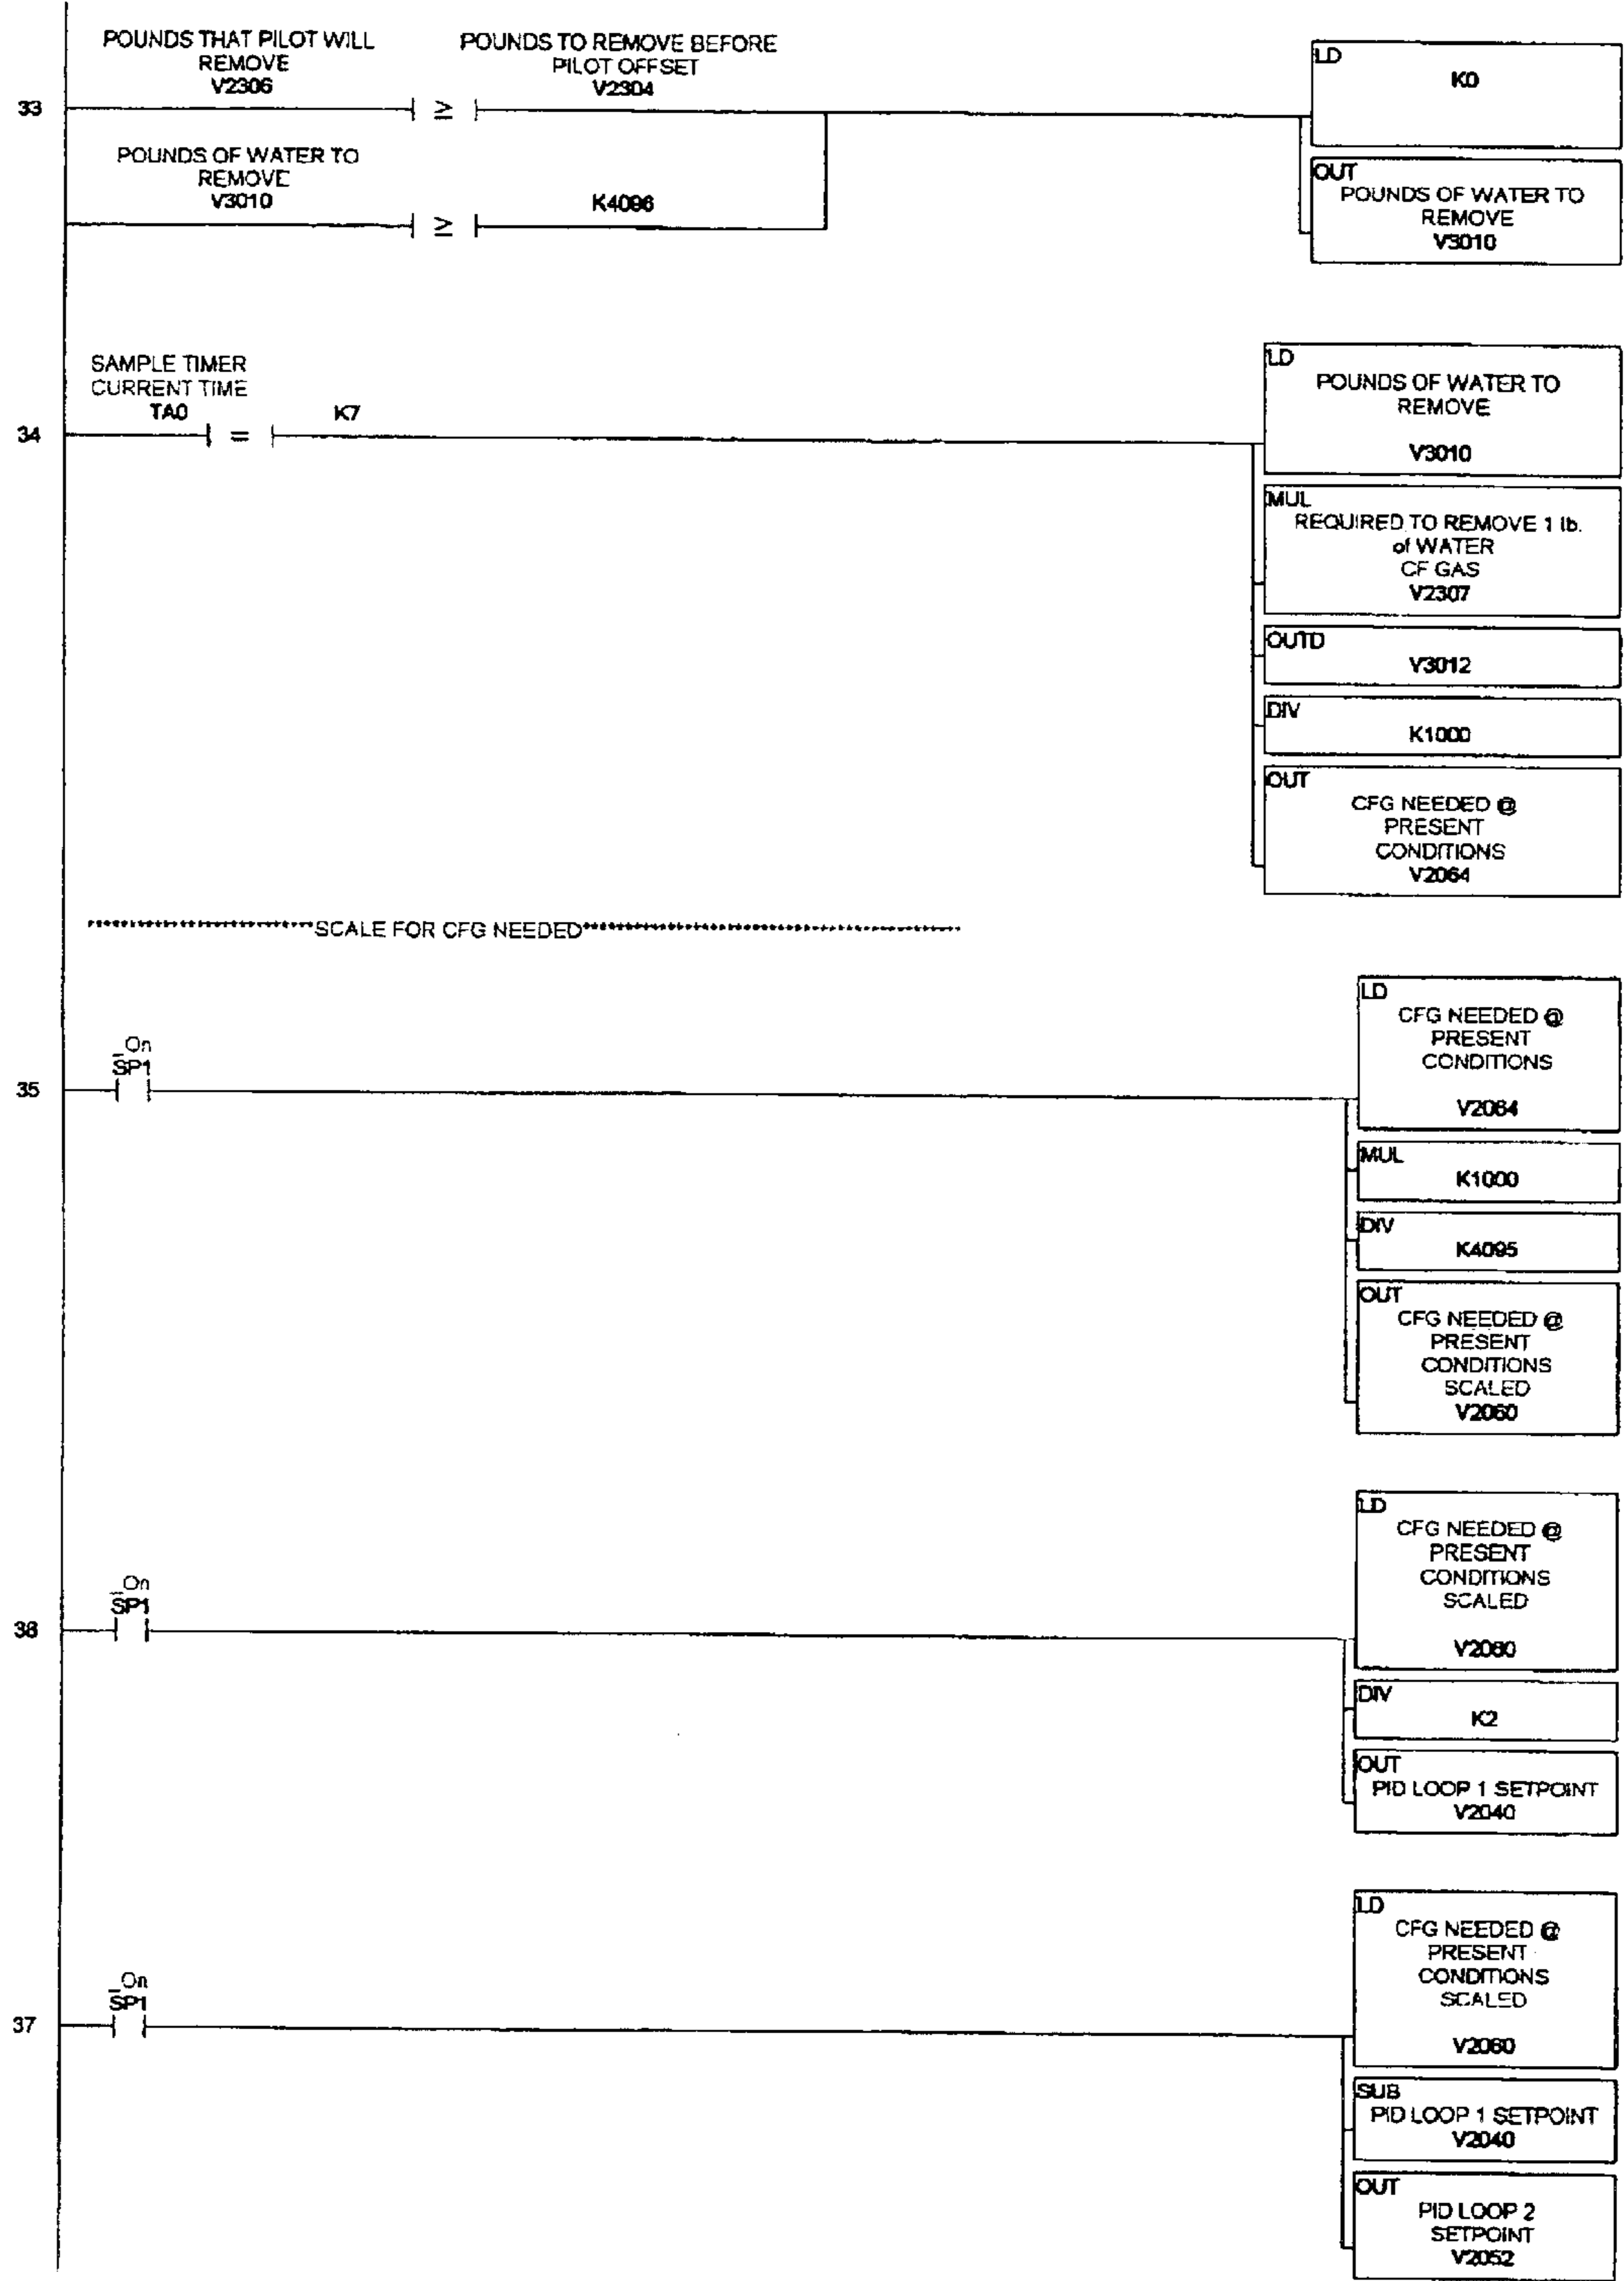 POUNDS THAT PILOT WILL
REMOVE
V2306
POUNDS TO REMOVE BEFORE
PILOT OFFSET
V2304
33
≥
LD
K0
POUNDS OF WATER TO
REMOVE
V3010
≥
K4096
OUT
POUNDS OF WATER TO
REMOVE
V3010
SAMPLE TIMER
CURRENT TIME
TA0
34
=
K7
LD
POUNDS OF WATER TO
REMOVE
V3010
MUL
REQUIRED TO REMOVE 1 lb.
of WATER
CF GAS
V2307
OUTD
V3012
DIV
K1000
OUT
CFG NEEDED @
PRESENT
CONDITIONS
V2064
SCALE FOR CFG NEEDED
35
_On
SP1
LD
CFG NEEDED @
PRESENT
CONDITIONS
V2064
MUL
K1000
DIV
K4095
OUT
CFG NEEDED @
PRESENT
CONDITIONS
SCALED
V2060
36
_On
SP1
LD
CFG NEEDED @
PRESENT
CONDITIONS
SCALED
V2060
DIV
K2
OUT
PID LOOP 1 SETPOINT
V2040
37
_On
SP1
LD
CFG NEEDED @
PRESENT
CONDITIONS
SCALED
V2060
SUB
PID LOOP 1 SETPOINT
V2040
OUT
PID LOOP 2
SETPOINT
V2052